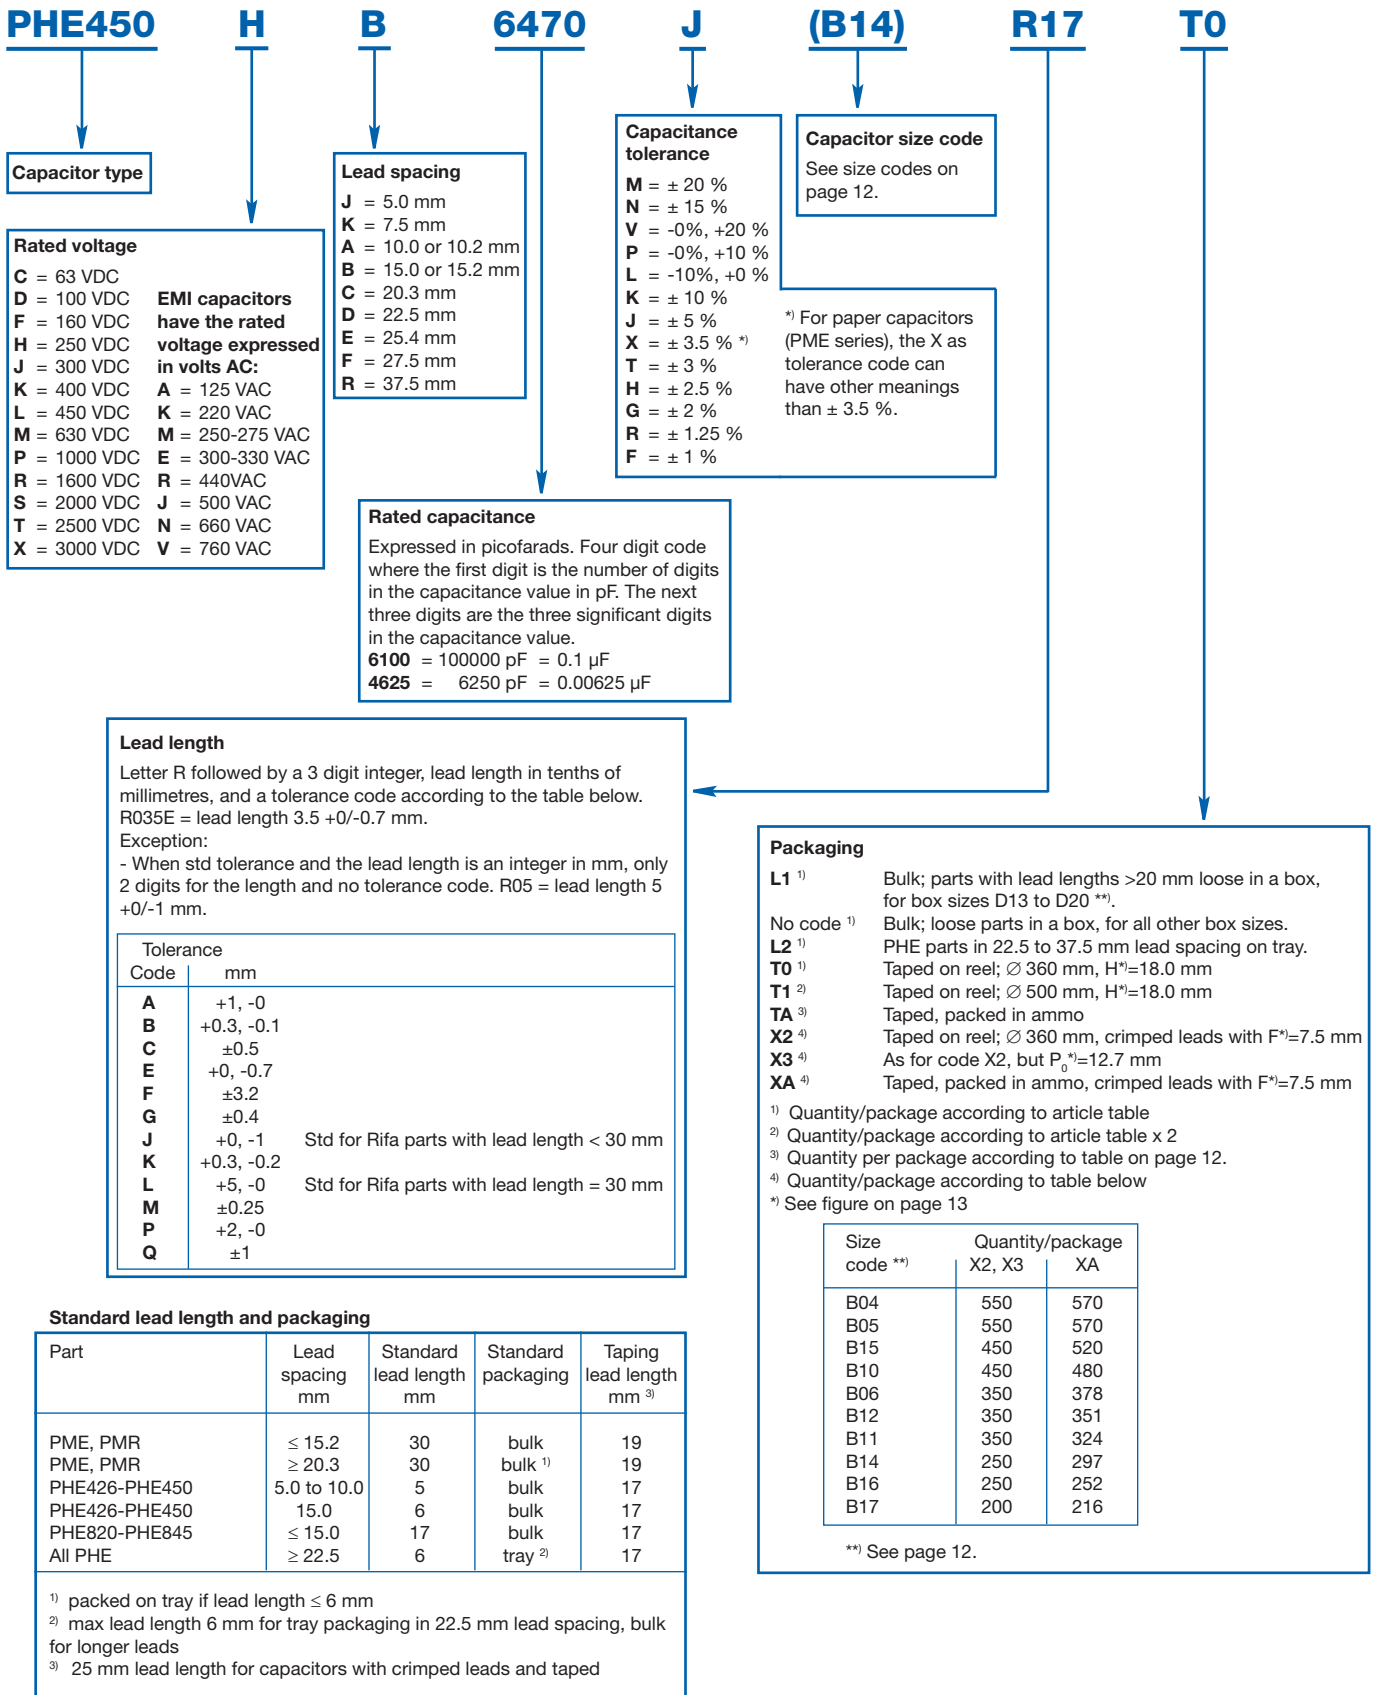 PHE450 H B 6470 J (B14) R17 T0
Capacitor type
Rated voltage
C = 63 VDC
D = 100 VDC
F = 160 VDC
H = 250 VDC
J = 300 VDC
K = 400 VDC
L = 450 VDC
M = 630 VDC
P = 1000 VDC
R = 1600 VDC
S = 2000 VDC
T = 2500 VDC
X = 3000 VDC
EMI capacitors
have the rated
voltage expressed
in volts AC:
A = 125 VAC
K = 220 VAC
M = 250-275 VAC
E = 300-330 VAC
R = 440VAC
J = 500 VAC
N = 660 VAC
V = 760 VAC
Lead spacing
J = 5.0 mm
K = 7.5 mm
A = 10.0 or 10.2 mm
B = 15.0 or 15.2 mm
C = 20.3 mm
D = 22.5 mm
E = 25.4 mm
F = 27.5 mm
R = 37.5 mm
Capacitance
tolerance
M = ± 20 %
N = ± 15 %
V = -0%, +20 %
P = -0%, +10 %
L = -10%, +0 %
K = ± 10 %
J = ± 5 %
X = ± 3.5 % *)
T = ± 3 %
H = ± 2.5 %
G = ± 2 %
R = ± 1.25 %
F = ± 1 %
*) For paper capacitors
(PME series), the X as
tolerance code can
have other meanings
than ± 3.5 %.
Capacitor size code
See size codes on
page 12.
Rated capacitance
Expressed in picofarads. Four digit code
where the first digit is the number of digits
in the capacitance value in pF. The next
three digits are the three significant digits
in the capacitance value.
6100 = 100000 pF = 0.1 µF
4625 = 6250 pF = 0.00625 µF
Lead length
Letter R followed by a 3 digit integer, lead length in tenths of
millimetres, and a tolerance code according to the table below.
R035E = lead length 3.5 +0/-0.7 mm.
Exception:
- When std tolerance and the lead length is an integer in mm, only
2 digits for the length and no tolerance code. R05 = lead length 5
+0/-1 mm.
Tolerance
Code mm
A +1, -0
B +0.3, -0.1
C ±0.5
E +0, -0.7
F ±3.2
G ±0.4
J +0, -1 Std for Rifa parts with lead length < 30 mm
K +0.3, -0.2
L +5, -0 Std for Rifa parts with lead length = 30 mm
M ±0.25
P +2, -0
Q ±1
Packaging
L1 1) Bulk; parts with lead lengths >20 mm loose in a box,
for box sizes D13 to D20 **).
No code 1) Bulk; loose parts in a box, for all other box sizes.
L2 1) PHE parts in 22.5 to 37.5 mm lead spacing on tray.
T0 1) Taped on reel; ∅ 360 mm, H*)=18.0 mm
T1 2) Taped on reel; ∅ 500 mm, H*)=18.0 mm
TA 3) Taped, packed in ammo
X2 4) Taped on reel; ∅ 360 mm, crimped leads with F*)=7.5 mm
X3 4) As for code X2, but P0*)=12.7 mm
XA 4) Taped, packed in ammo, crimped leads with F*)=7.5 mm
1) Quantity/package according to article table
2) Quantity/package according to article table x 2
3) Quantity per package according to table on page 12.
4) Quantity/package according to table below
*) See figure on page 13
Size Quantity/package
code **) X2, X3 XA
B04 550 570
B05 550 570
B15 450 520
B10 450 480
B06 350 378
B12 350 351
B11 350 324
B14 250 297
B16 250 252
B17 200 216
**) See page 12.
Standard lead length and packaging
Part Lead Standard Standard Taping
spacing lead length packaging lead length
mm mm mm 3)
PME, PMR ≤ 15.2 30 bulk 19
PME, PMR ≥ 20.3 30 bulk 1) 19
PHE426-PHE450 5.0 to 10.0 5 bulk 17
PHE426-PHE450 15.0 6 bulk 17
PHE820-PHE845 ≤ 15.0 17 bulk 17
All PHE ≥ 22.5 6 tray 2) 17
1) packed on tray if lead length ≤ 6 mm
2) max lead length 6 mm for tray packaging in 22.5 mm lead spacing, bulk
for longer leads
3) 25 mm lead length for capacitors with crimped leads and taped